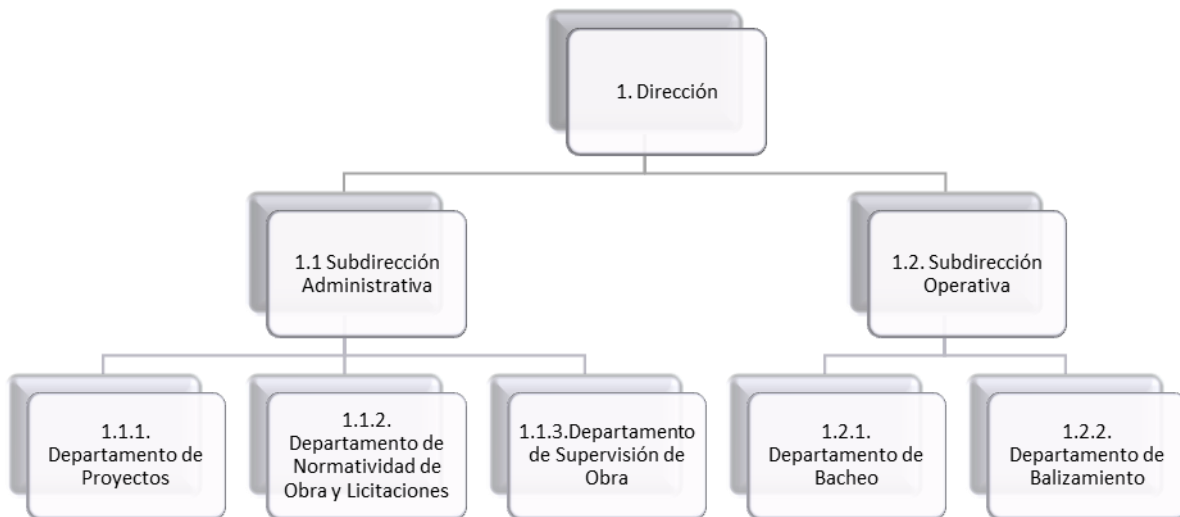 1. Dirección
1.1 Subdirección
Administrativa
1.2. Subdirección
Operativa
1.1.1.
Departamento de
Proyectos
1.1.2.
Departamento de
Normatividad de
Obra y Licitaciones
1.1.3.Departamento
de Supervisión de
Obra
1.2.1.
Departamento de
Bacheo
1.2.2.
Departamento de
Balizamiento